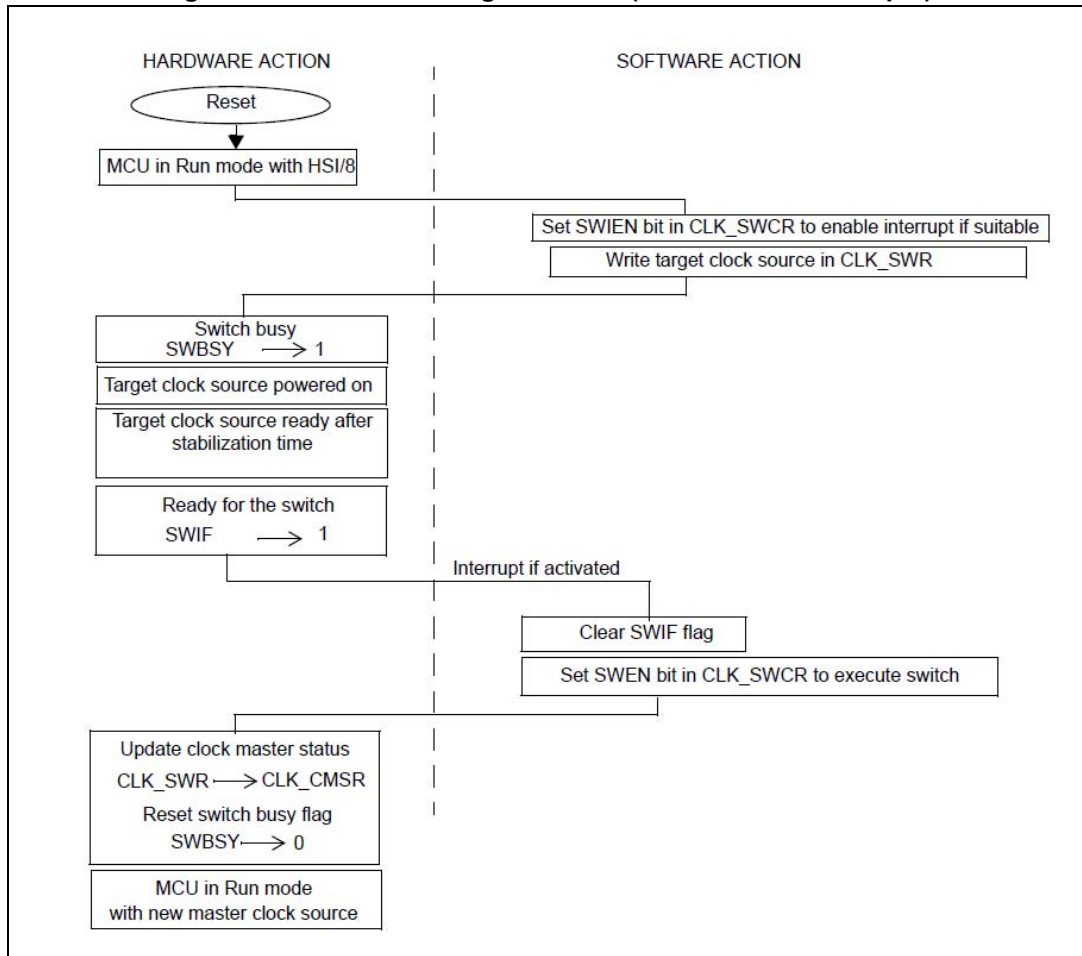 HARDWARE ACTION
SOFTWARE ACTION
Reset
MCU in Run mode with HSI/8
Set SWIEN bit in CLK_SWCR to enable interrupt if suitable
Write target clock source in CLK_SWR
Switch busy
SWBSY → 1
Target clock source powered on
Target clock source ready after
stabilization time
Ready for the switch
SWIF → 1
Interrupt if activated
Clear SWIF flag
Set SWEN bit in CLK_SWCR to execute switch
Update clock master status
CLK_SWR → CLK_CMSR
Reset switch busy flag
SWBSY → 0
MCU in Run mode
with new master clock source